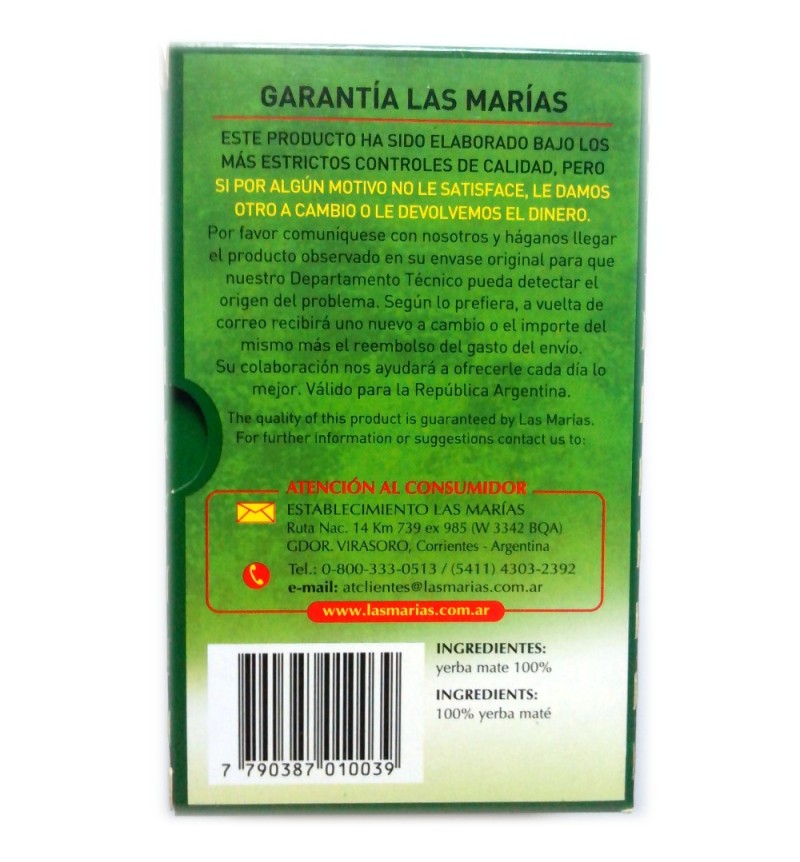 GARANTÍA LAS MARÍAS
ESTE PRODUCTO HA SIDO ELABORADO BAJO LOS
MÁS ESTRICTOS CONTROLES DE CALIDAD, PERO
SI POR ALGÚN MOTIVO NO LE SATISFACE, LE DAMOS
OTRO A CAMBIO O LE DEVOLVEMOS EL DINERO.
Por favor comuníquese con nosotros y háganos llegar
el producto observado en su envase original para que
nuestro Departamento Técnico pueda detectar el
origen del problema. Según lo prefiera, a vuelta de
correo recibirá uno nuevo a cambio o el importe del
mismo más el reembolso del gasto del envío.
Su colaboración nos ayudará a ofrecerle cada día lo
mejor. Válido para la República Argentina.
The quality of this product is guaranteed by Las Marías.
For further information or suggestions contact us to:
ATENCIÓN AL CONSUMIDOR
ESTABLECIMIENTO LAS MARÍAS
Ruta Nac. 14 Km 739 ex 985 (W 3342 BQA)
GDOR. VIRASORO, Corrientes - Argentina
Tel.: 0-800-333-0513 / (5411) 4303-2392
e-mail: atclientes@lasmarias.com.ar
www.lasmarias.com.ar
INGREDIENTES:
yerba mate 100%
INGREDIENTS:
100% yerba maté
7 790387 010039